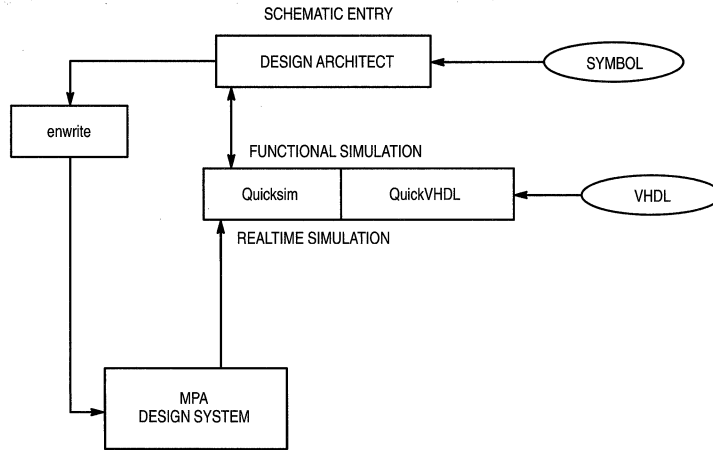 SCHEMATIC ENTRY
DESIGN ARCHITECT
SYMBOL
enwrite
FUNCTIONAL SIMULATION
Quicksim
QuickVHDL
VHDL
REALTIME SIMULATION
MPA
DESIGN SYSTEM